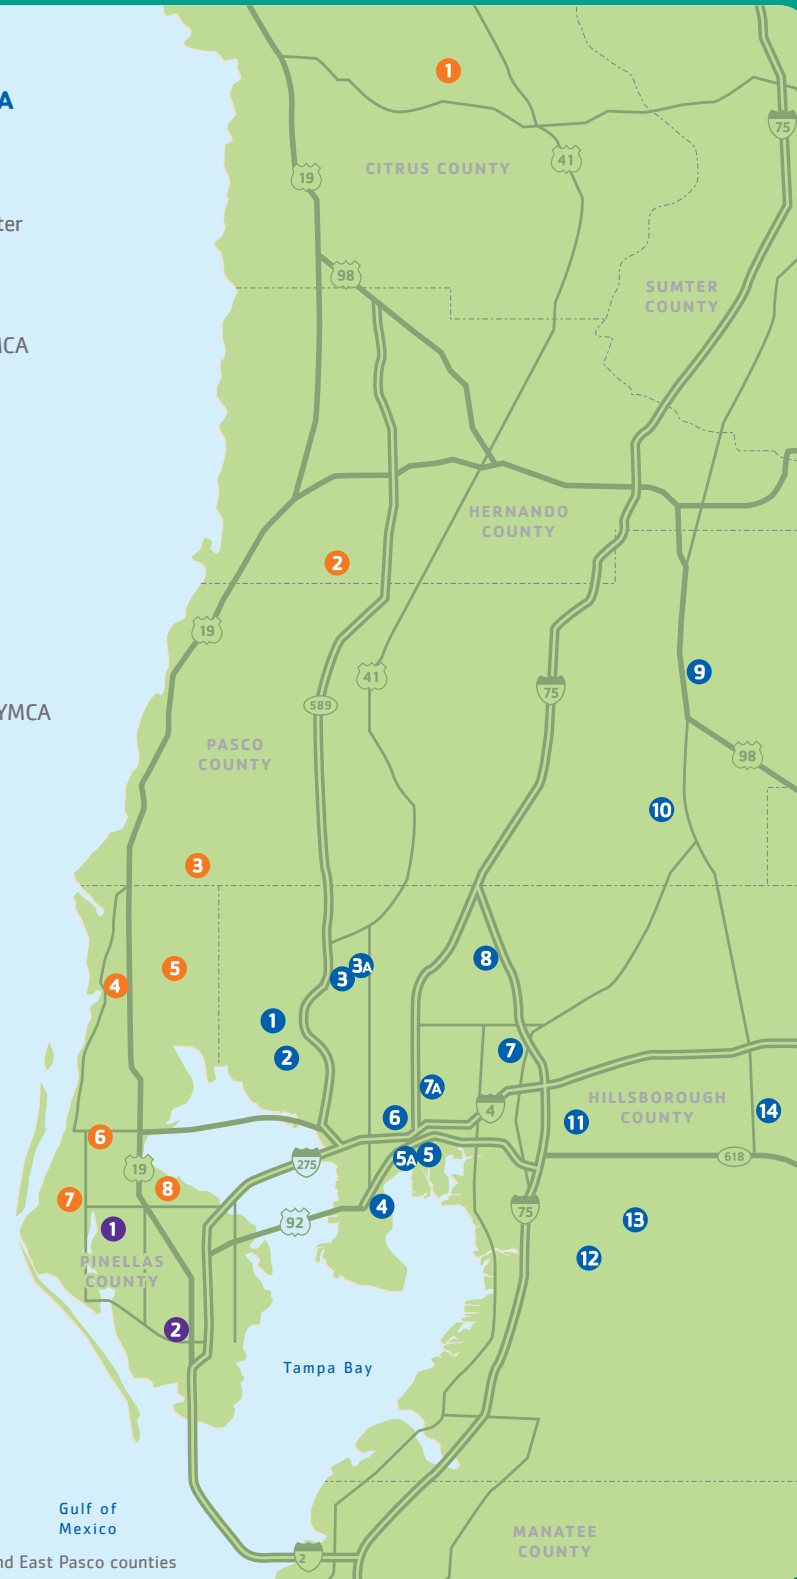 A
1
75
41
CITRUS COUNTY
19
ter
98
SUMTER
COUNTY
ICA
HERNANDO
COUNTY
2
19
9
41
75
589
YMCA
PASCO
COUNTY
98
10
3
8
3A
5
3
4
1
7
2
7A
HILLSBOROUGH
COUNTY
4
14
6
11
6
5
5A
618
275
19
8
7
4
75
13
92
1
12
PINELLAS
COUNTY
2
Tampa Bay
Gulf of
Mexico
MANATEE
COUNTY
2
nd East Pasco counties